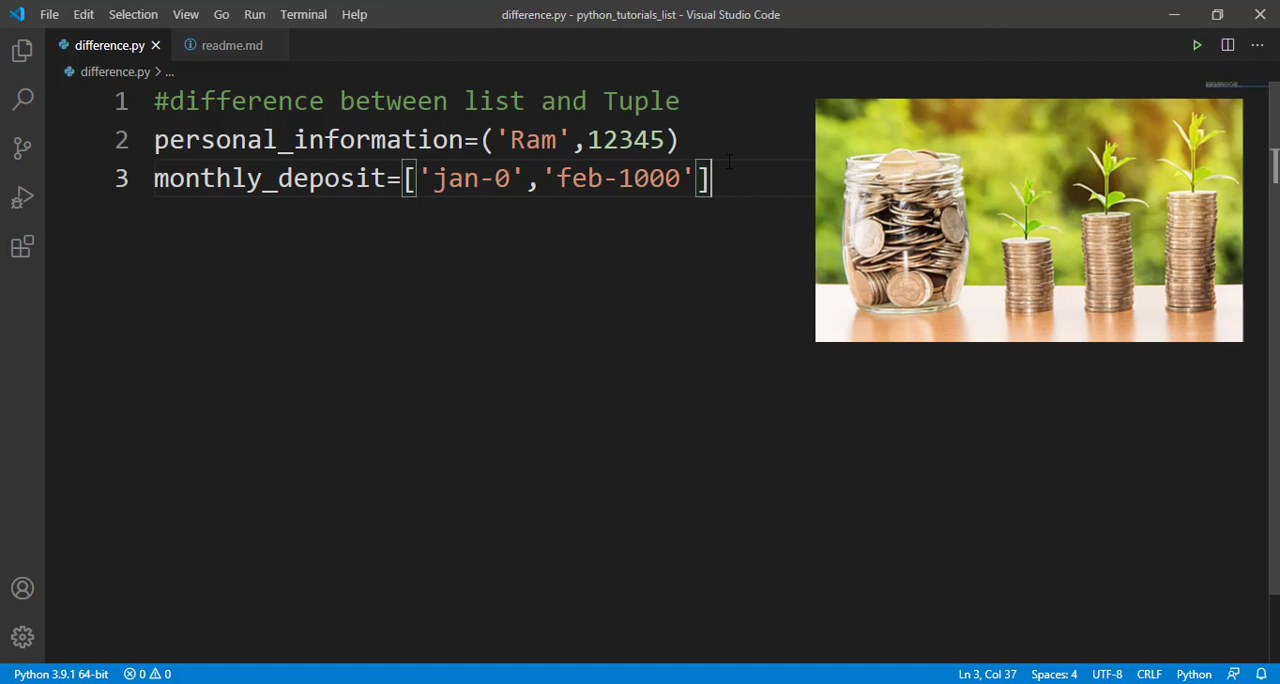 File Edit Selection View Go Run Terminal Help difference.py - python_tutorials_list - Visual Studio Code
difference.py readme.md
difference.py > ...
1 #difference between list and Tuple
2 personal_information=('Ram',12345)
3 monthly_deposit=['jan-0','feb-1000']
Python 3.9.1 64-bit 0 0 Ln 3, Col 37 Spaces: 4 UTF-8 CRLF Python